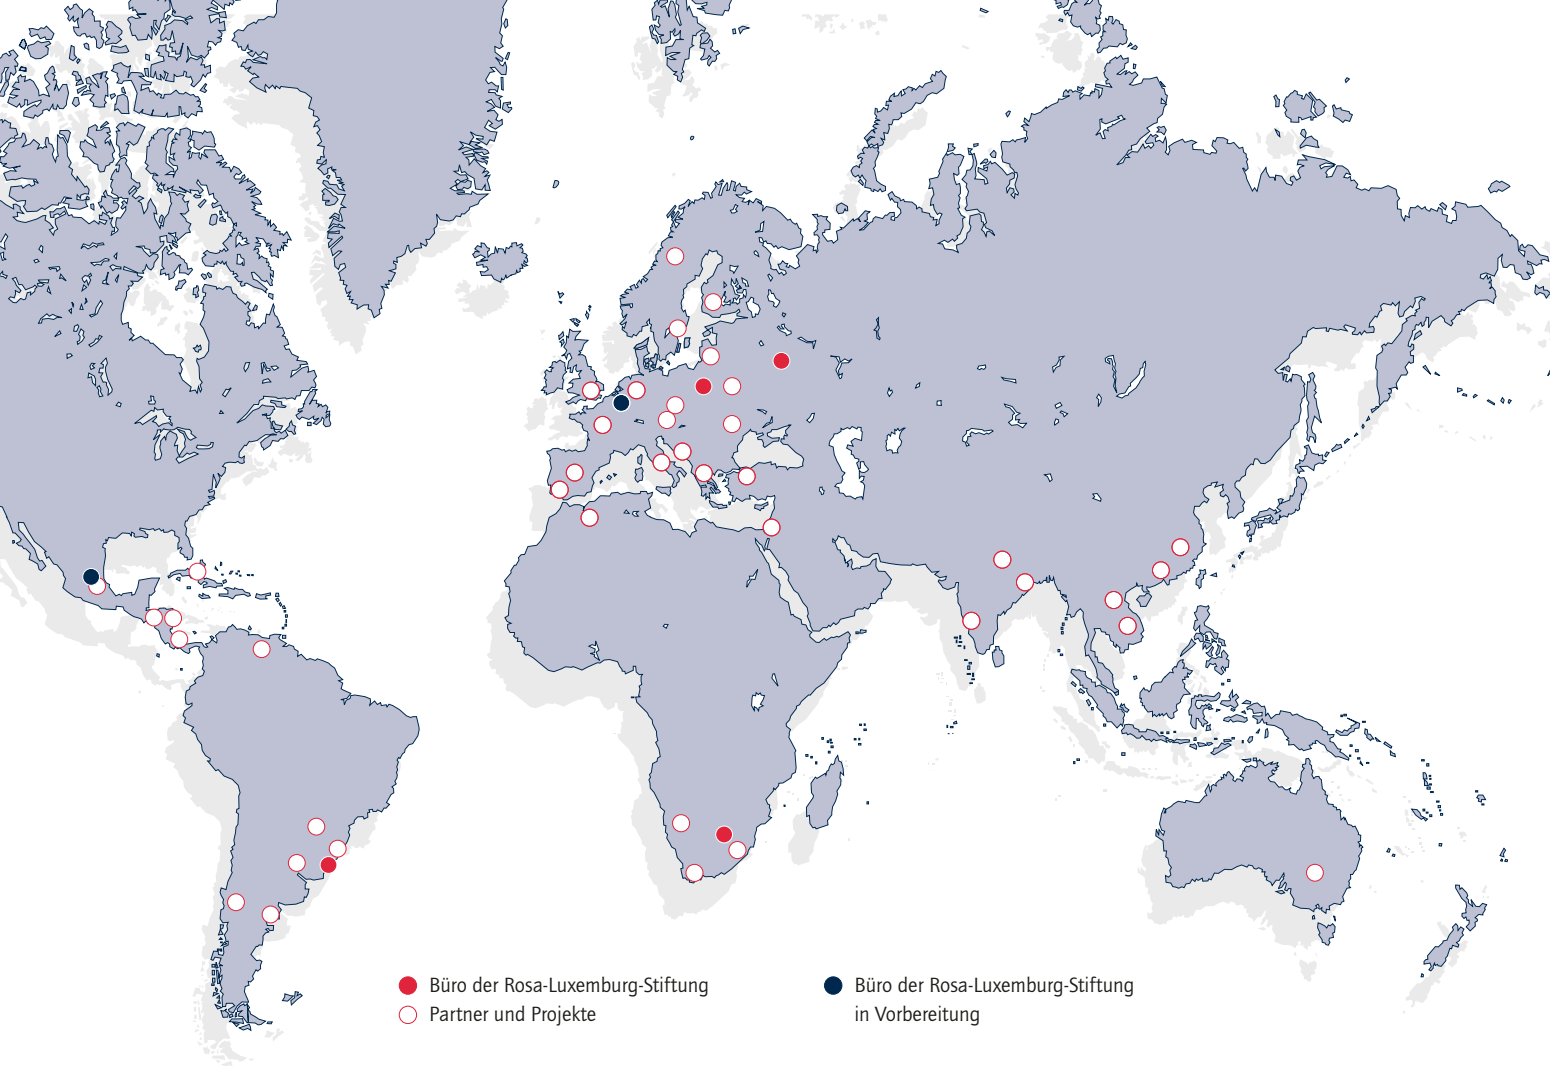 Büro der Rosa-Luxemburg-Stiftung
Partner und Projekte
Büro der Rosa-Luxemburg-Stiftung
in Vorbereitung